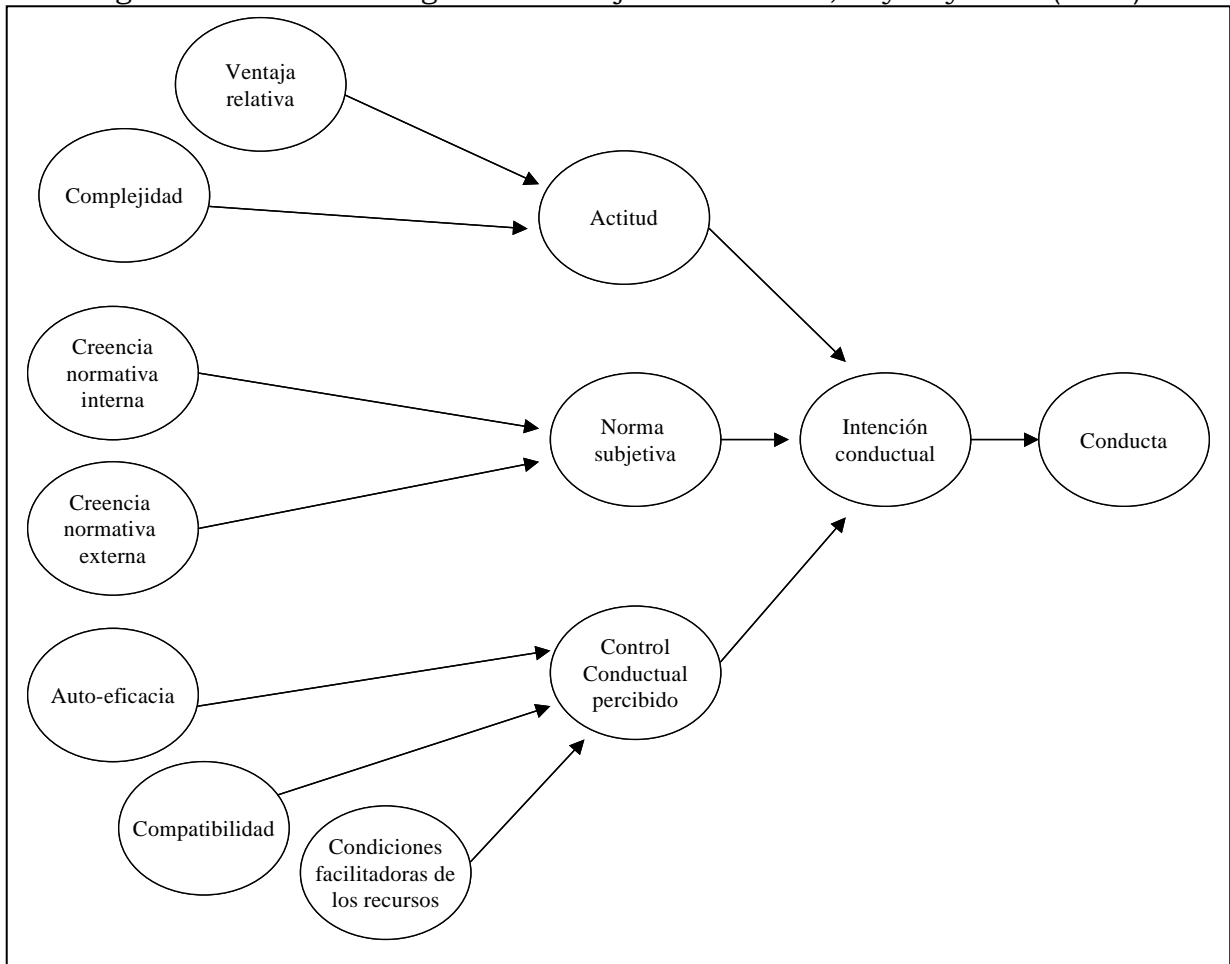 Ventaja
relativa
Complejidad
Actitud
Creencia
normativa
interna
Norma
subjetiva
Intención
conductual
Conducta
Creencia
normativa
externa
Control
Conductual
percibido
Auto-eficacia
Compatibilidad
Condiciones
facilitadoras de
los recursos